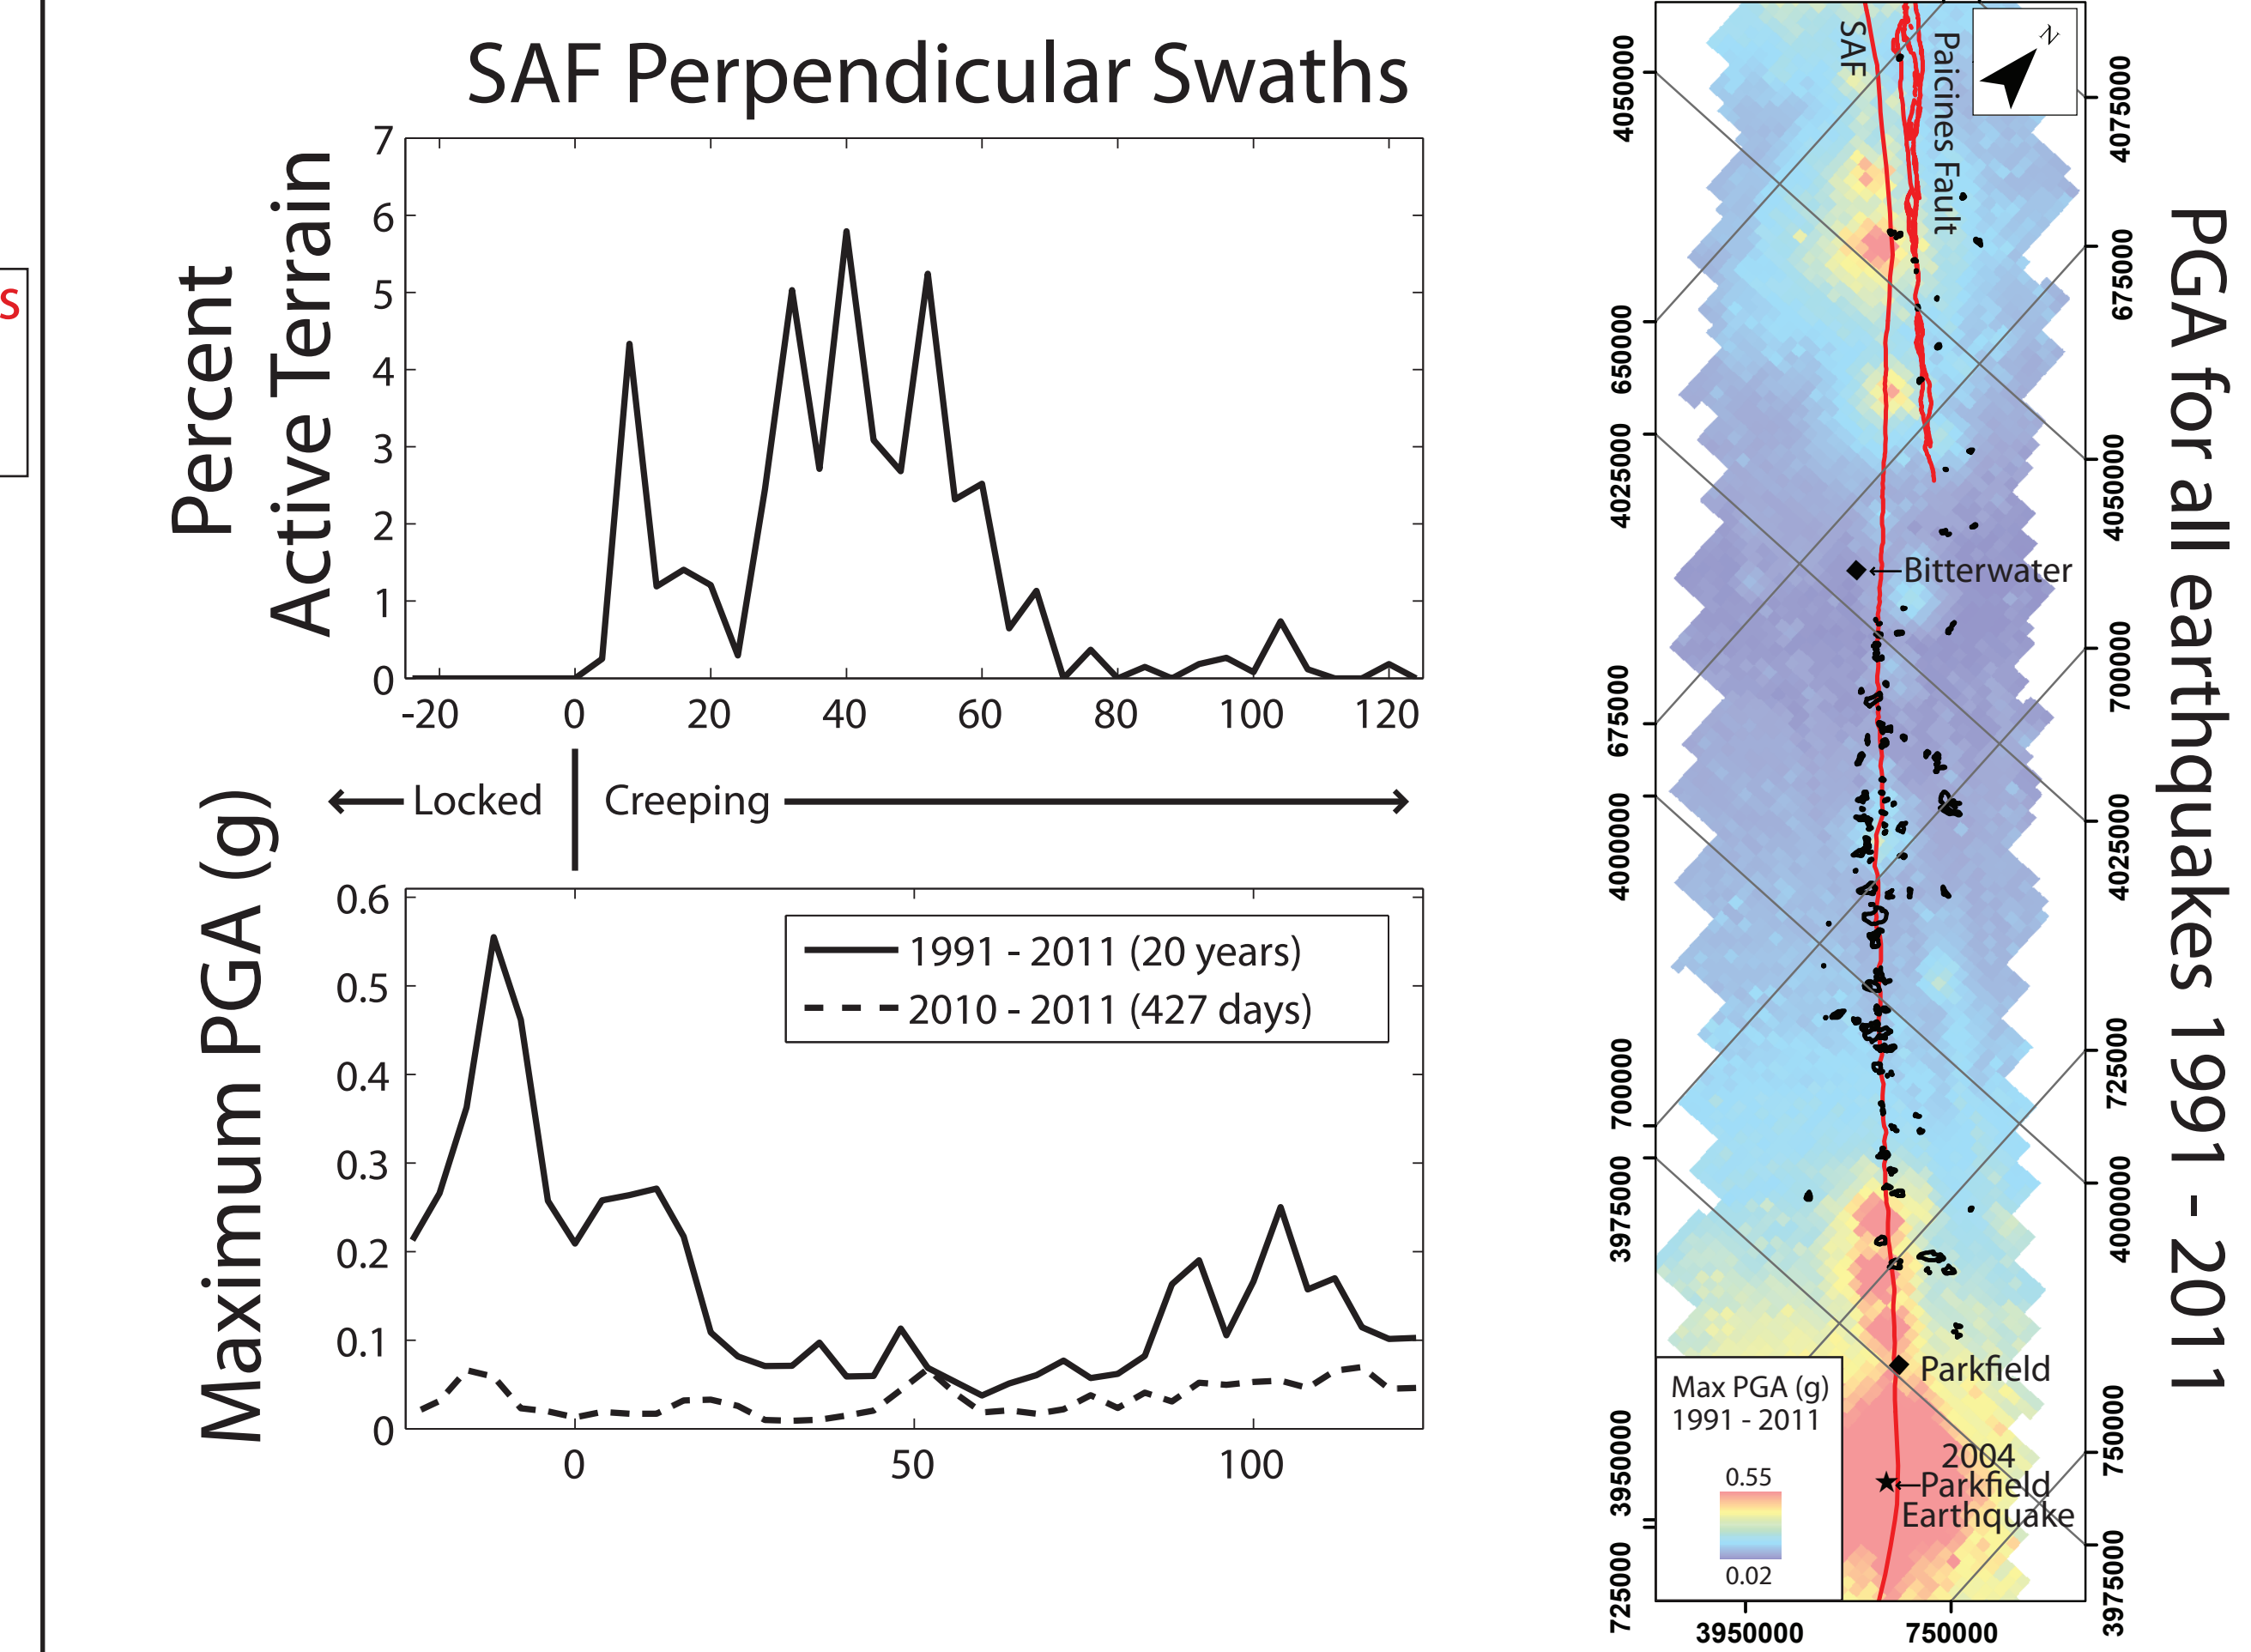 s
SAF Perpendicular Swaths
Percent
Active Terrain
7
6
5
4
3
2
1
0
-20 0 20 40 60 80 100 120
Locked
Creeping
Maximum PGA (g)
0.6
0.5
0.4
0.3
0.2
0.1
0
1991 - 2011 (20 years)
2010 - 2011 (427 days)
0 50 100
PGA for all earthquakes 1991 - 2011
4050000
650000
4025000
675000
4000000
700000
3975000
3950000
725000
SAF
Paicines Fault
N
Bitterwater
Parkfield
2004
Parkfield
Earthquake
Max PGA (g)
1991 - 2011
0.55
0.02
4075000
675000
4050000
700000
4025000
725000
4000000
750000
3975000
3950000 750000